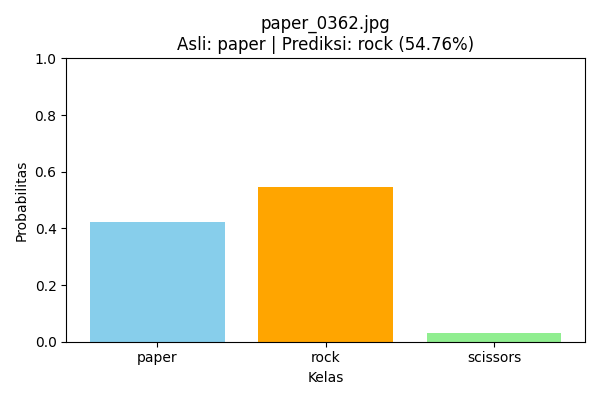 paper_0362.jpg
Asli: paper | Prediksi: rock (54.76%)
1.0
0.8
0.6
0.4
0.2
0.0
Probabilitas
paper rock scissors
Kelas